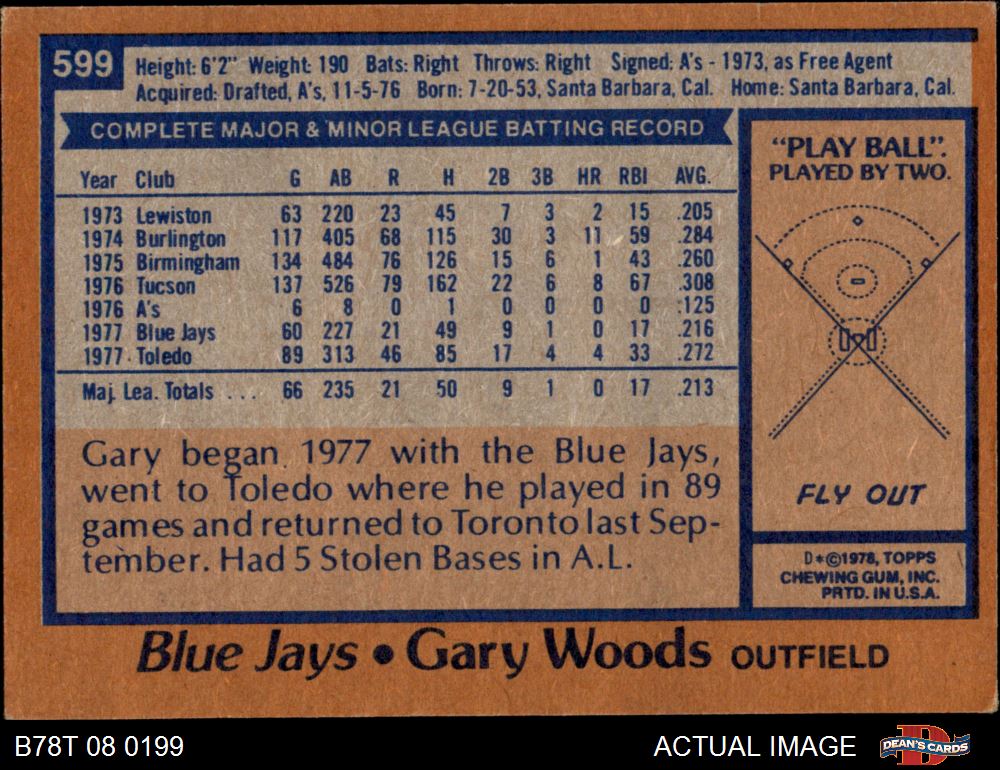 599
Height: 6'2" Weight: 190 Bats: Right Throws: Right Signed: A's - 1973, as Free Agent
Acquired: Drafted, A's, 11-5-76 Born: 7-20-53, Santa Barbara, Cal. Home: Santa Barbara, Cal.
COMPLETE MAJOR & MINOR LEAGUE BATTING RECORD
Year Club G AB R H 2B 3B HR RBI AVG.
1973 Lewiston 63 220 23 45 7 3 2 15 .205
1974 Burlington 117 405 68 115 30 3 11 59 .284
1975 Birmingham 134 484 76 126 15 6 1 43 .260
1976 Tucson 137 526 79 162 22 6 8 67 .308
1976 A's 6 8 0 1 0 0 0 0 .125
1977 Blue Jays 60 227 21 49 9 1 0 17 .216
1977 Toledo 89 313 46 85 17 4 4 33 .272
Maj. Lea. Totals ... 66 235 21 50 9 1 0 17 .213
Gary began 1977 with the Blue Jays,
went to Toledo where he played in 89
games and returned to Toronto last Sep-
tember. Had 5 Stolen Bases in A.L.
"PLAY BALL".
PLAYED BY TWO.
FLY OUT
D*©1978, TOPPS
CHEWING GUM, INC.
PRTD. IN U.S.A.
Blue Jays • Gary Woods OUTFIELD
B78T 08 0199
ACTUAL IMAGE
D
DEAN'S CARDS